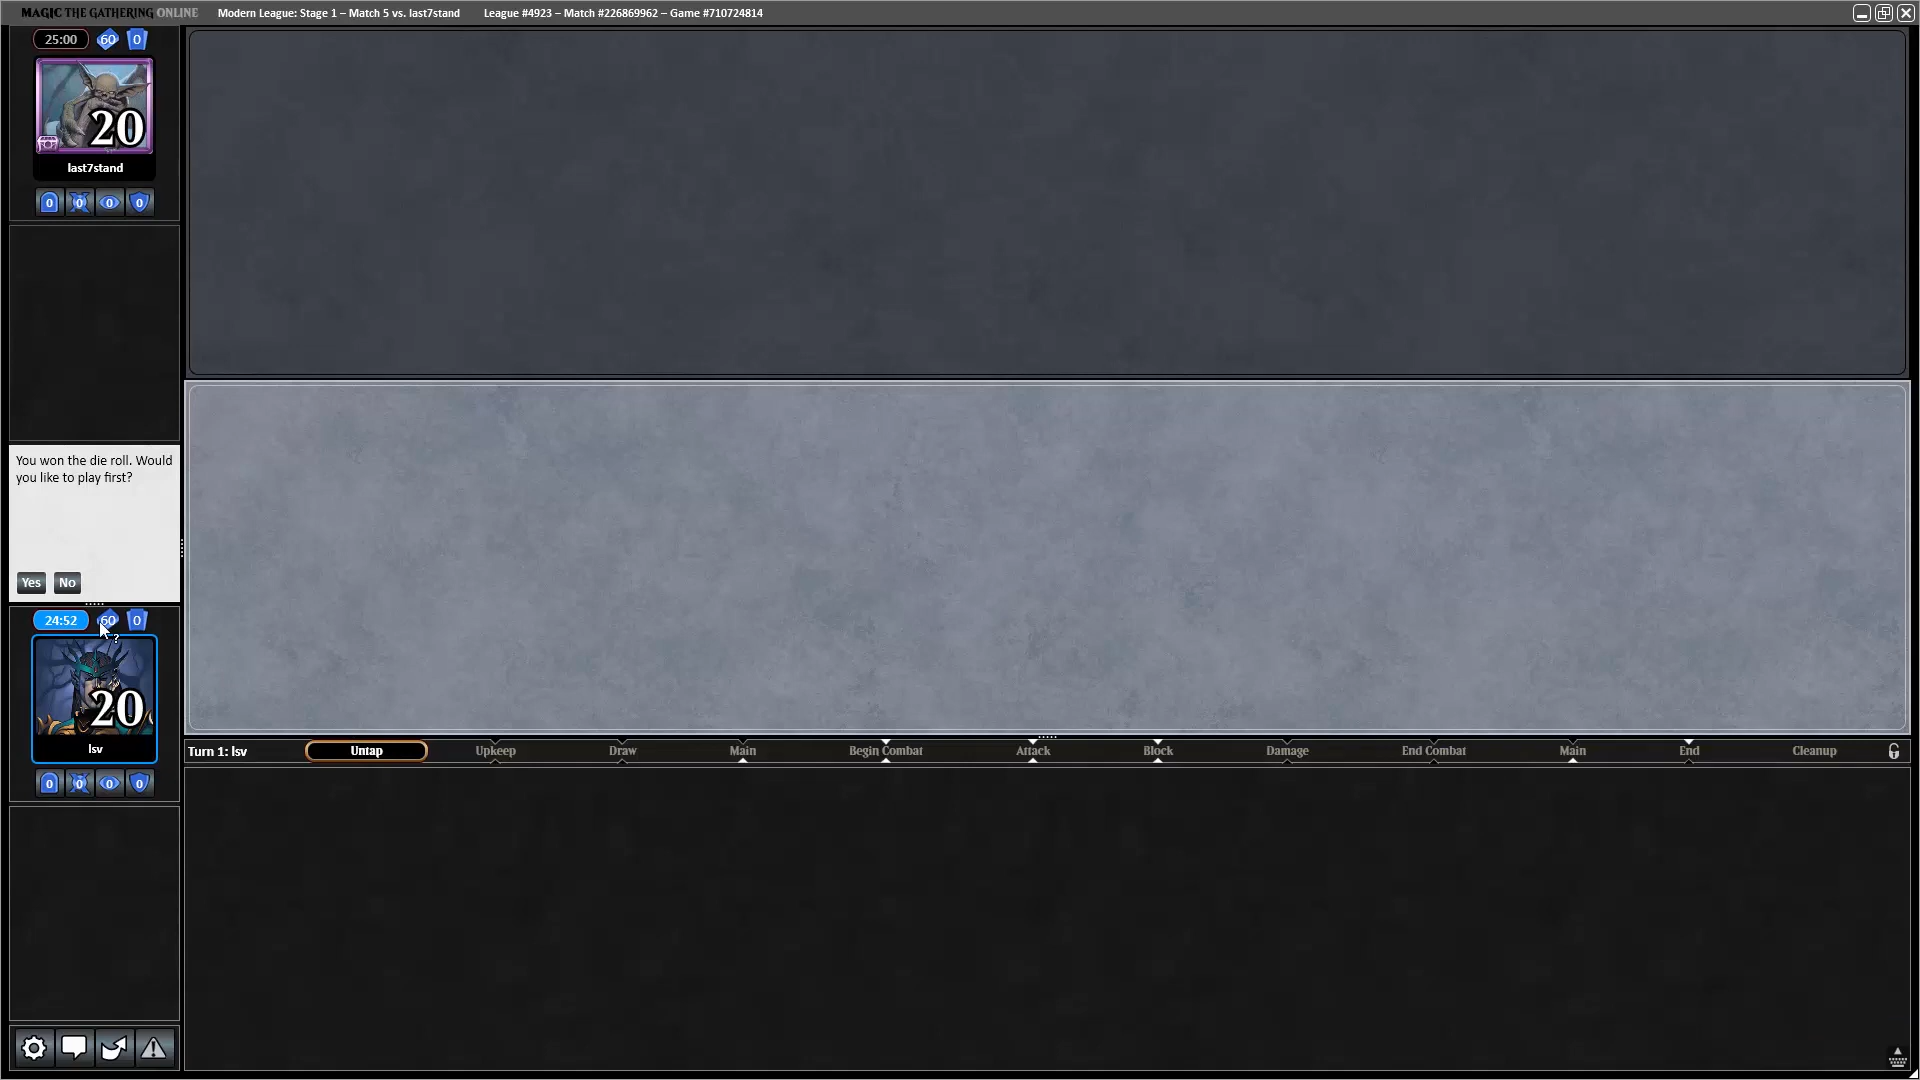 MAGIC THE GATHERING ONLINE
Modern League: Stage 1 – Match 5 vs. last7stand
League #4923 – Match #226869962 – Game #710724814
25:00 60 0
20
last7stand
0 0 0 0
You won the die roll. Would
you like to play first?
Yes No
24:52 60 0
20
lsv
0 0 0 0
Turn 1: lsv
Untap Upkeep Draw Main Begin Combat Attack Block Damage End Combat Main End Cleanup